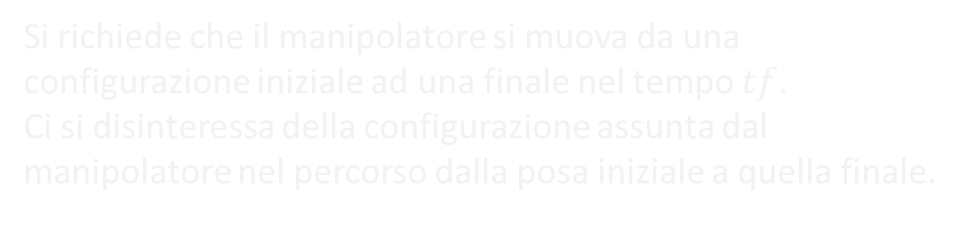 Si richiede che il manipolatore si muova da una
configurazione iniziale ad una finale nel tempo tf.
Ci si disinteressa della configurazione assunta dal
manipolatore nel percorso dalla posa iniziale a quella finale.